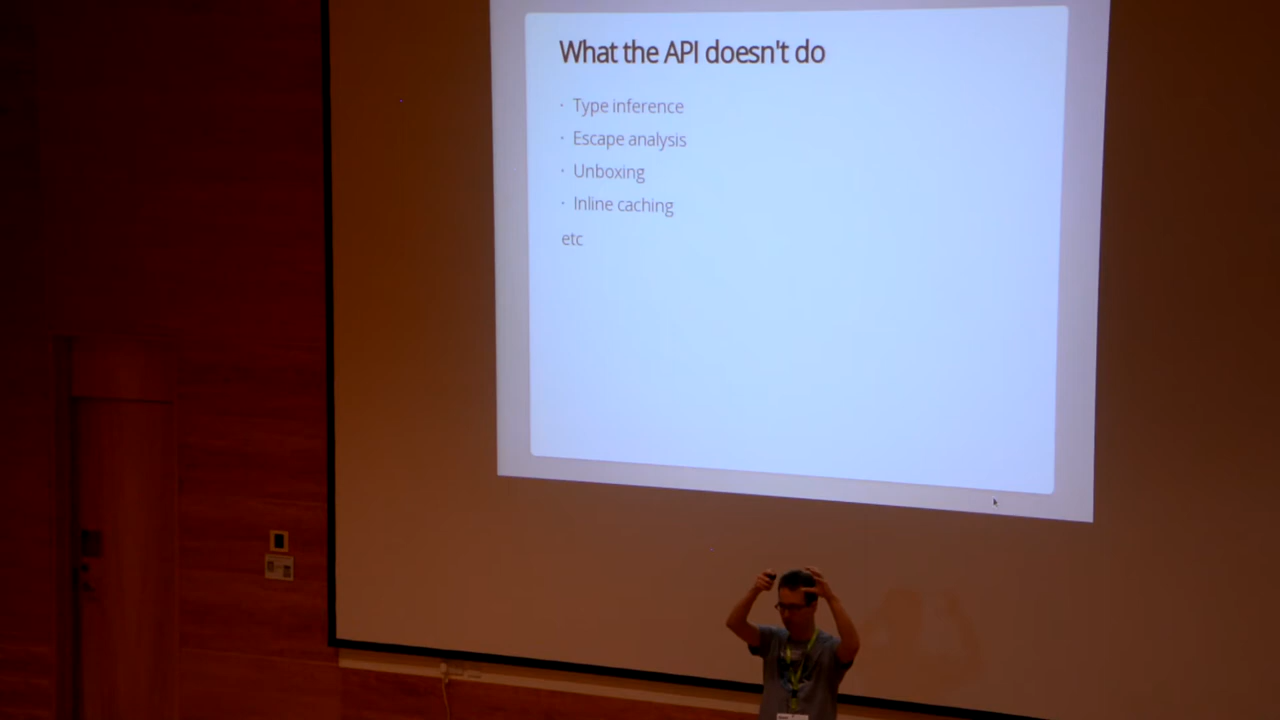 What the API doesn't do
· Type inference
· Escape analysis
· Unboxing
· Inline caching
etc